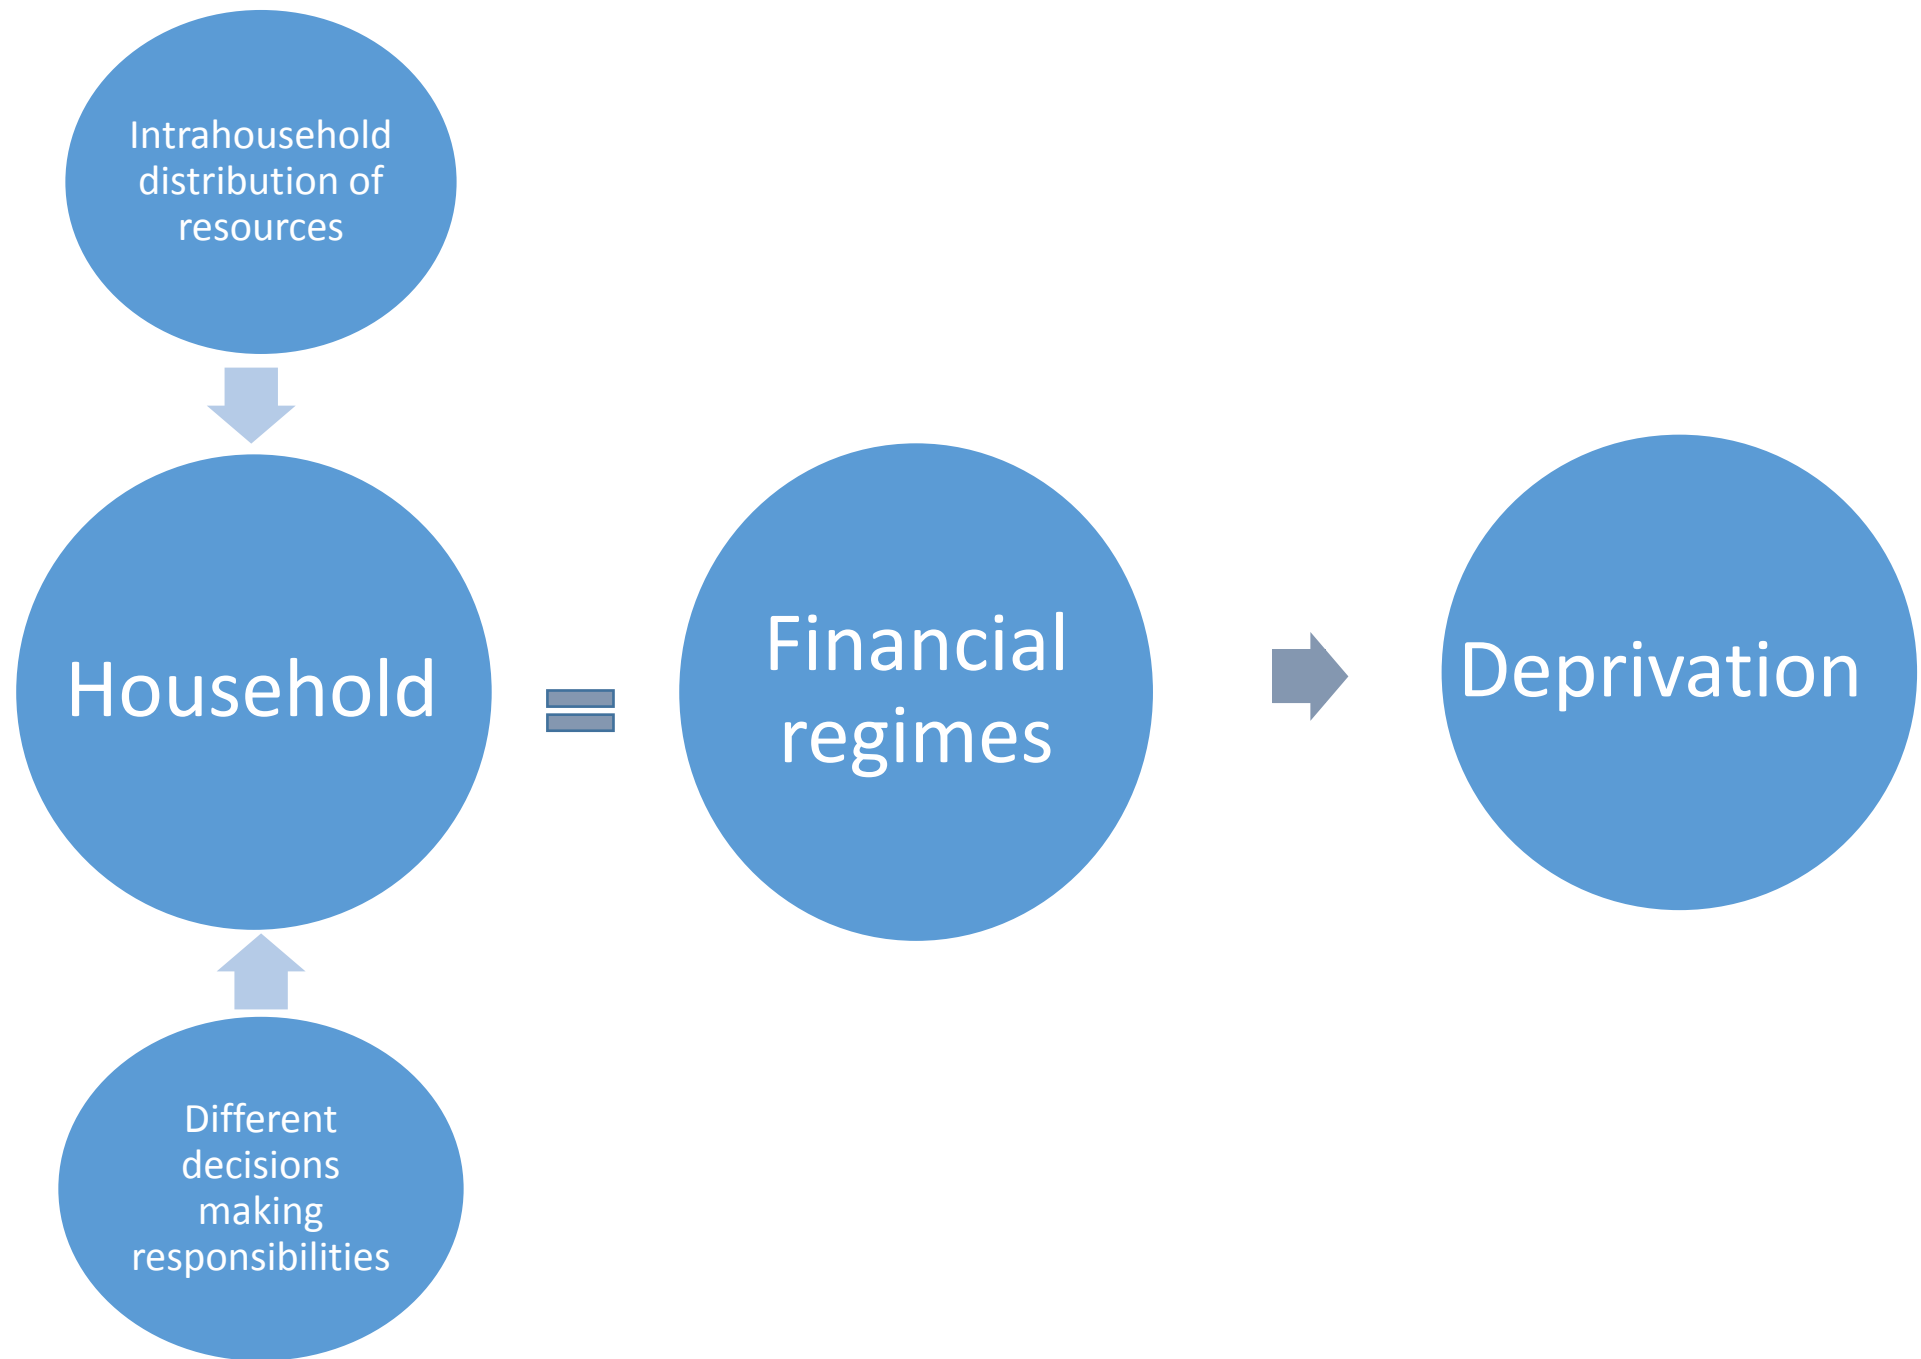 Intrahousehold
distribution of
resources
Household
Financial
regimes
Deprivation
Different
decisions
making
responsibilities